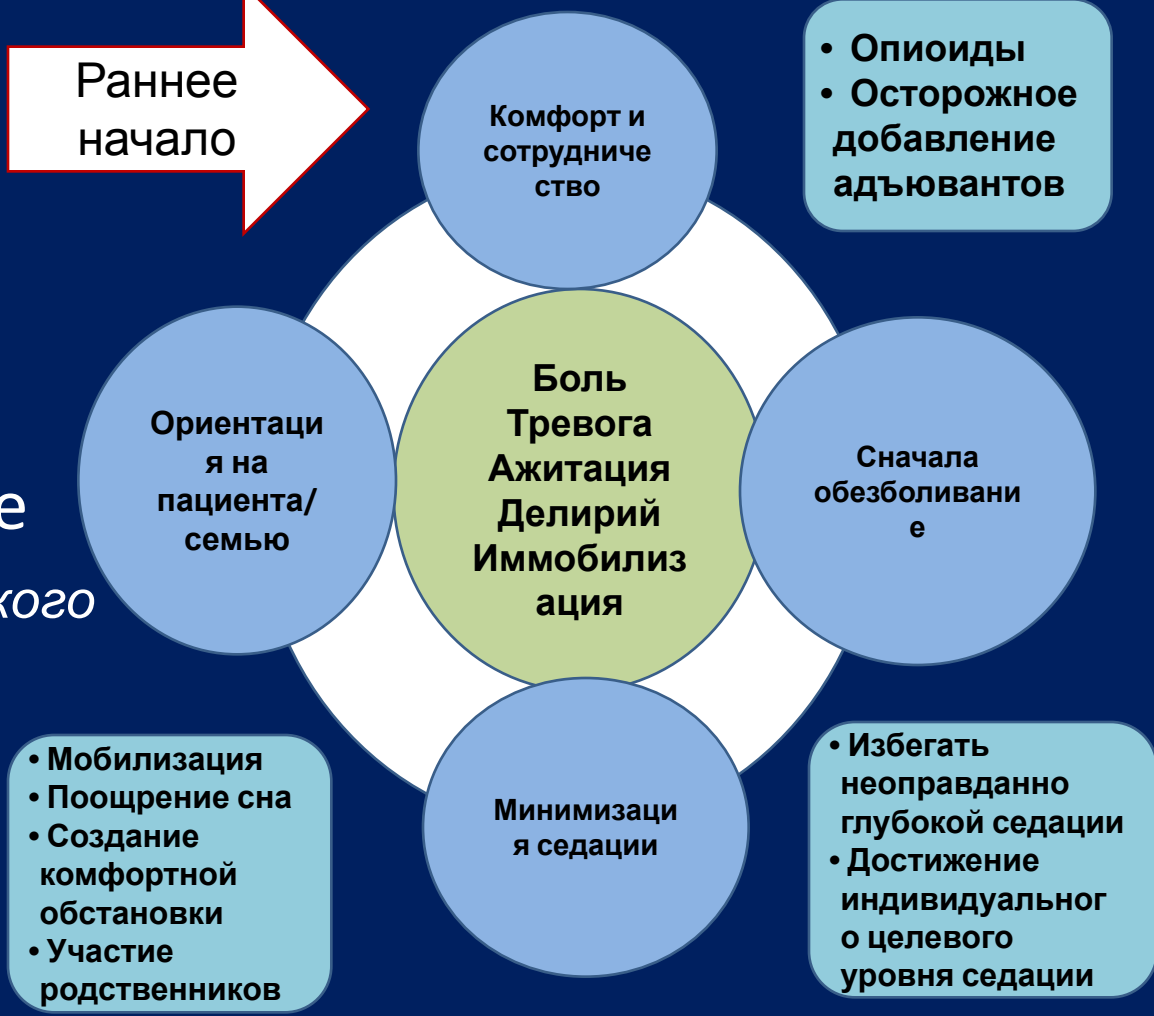 Раннее
начало
Комфорт и
сотрудниче
ство
• Опиоиды
• Осторожное
добавление
адъювантов
Ориентаци
я на
пациента/
семью
Боль
Тревога
Ажитация
Делирий
Иммобилиз
ация
Сначала
обезболивани
е
е
кого
• Мобилизация
• Поощрение сна
• Создание
комфортной
обстановки
• Участие
родственников
Минимизаци
я седации
• Избегать
неоправданно
глубокой седации
• Достижение
индивидуальног
о целевого
уровня седации